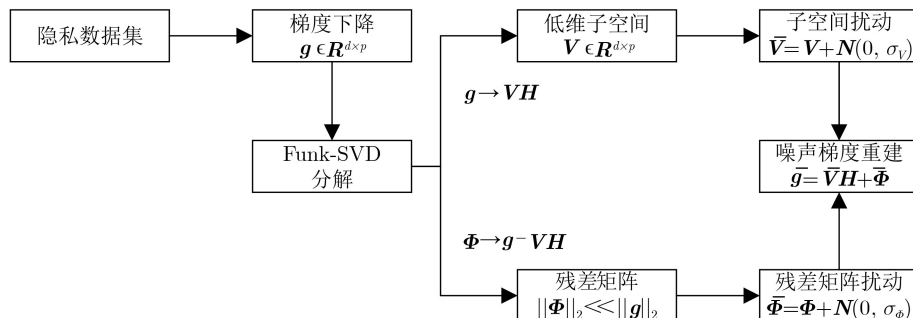 隐私数据集
梯度下降
g ϵR^{d×p}
低维子空间
V ϵR^{d×p}
子空间扰动
V̄=V+N(0, σ_V)
g→VH
Funk-SVD
分解
噪声梯度重建
ḡ=V̄H+Φ̄
Φ→g−VH
残差矩阵
||Φ||₂<<||g||₂
残差矩阵扰动
Φ̄=Φ+N(0, σ_Φ)